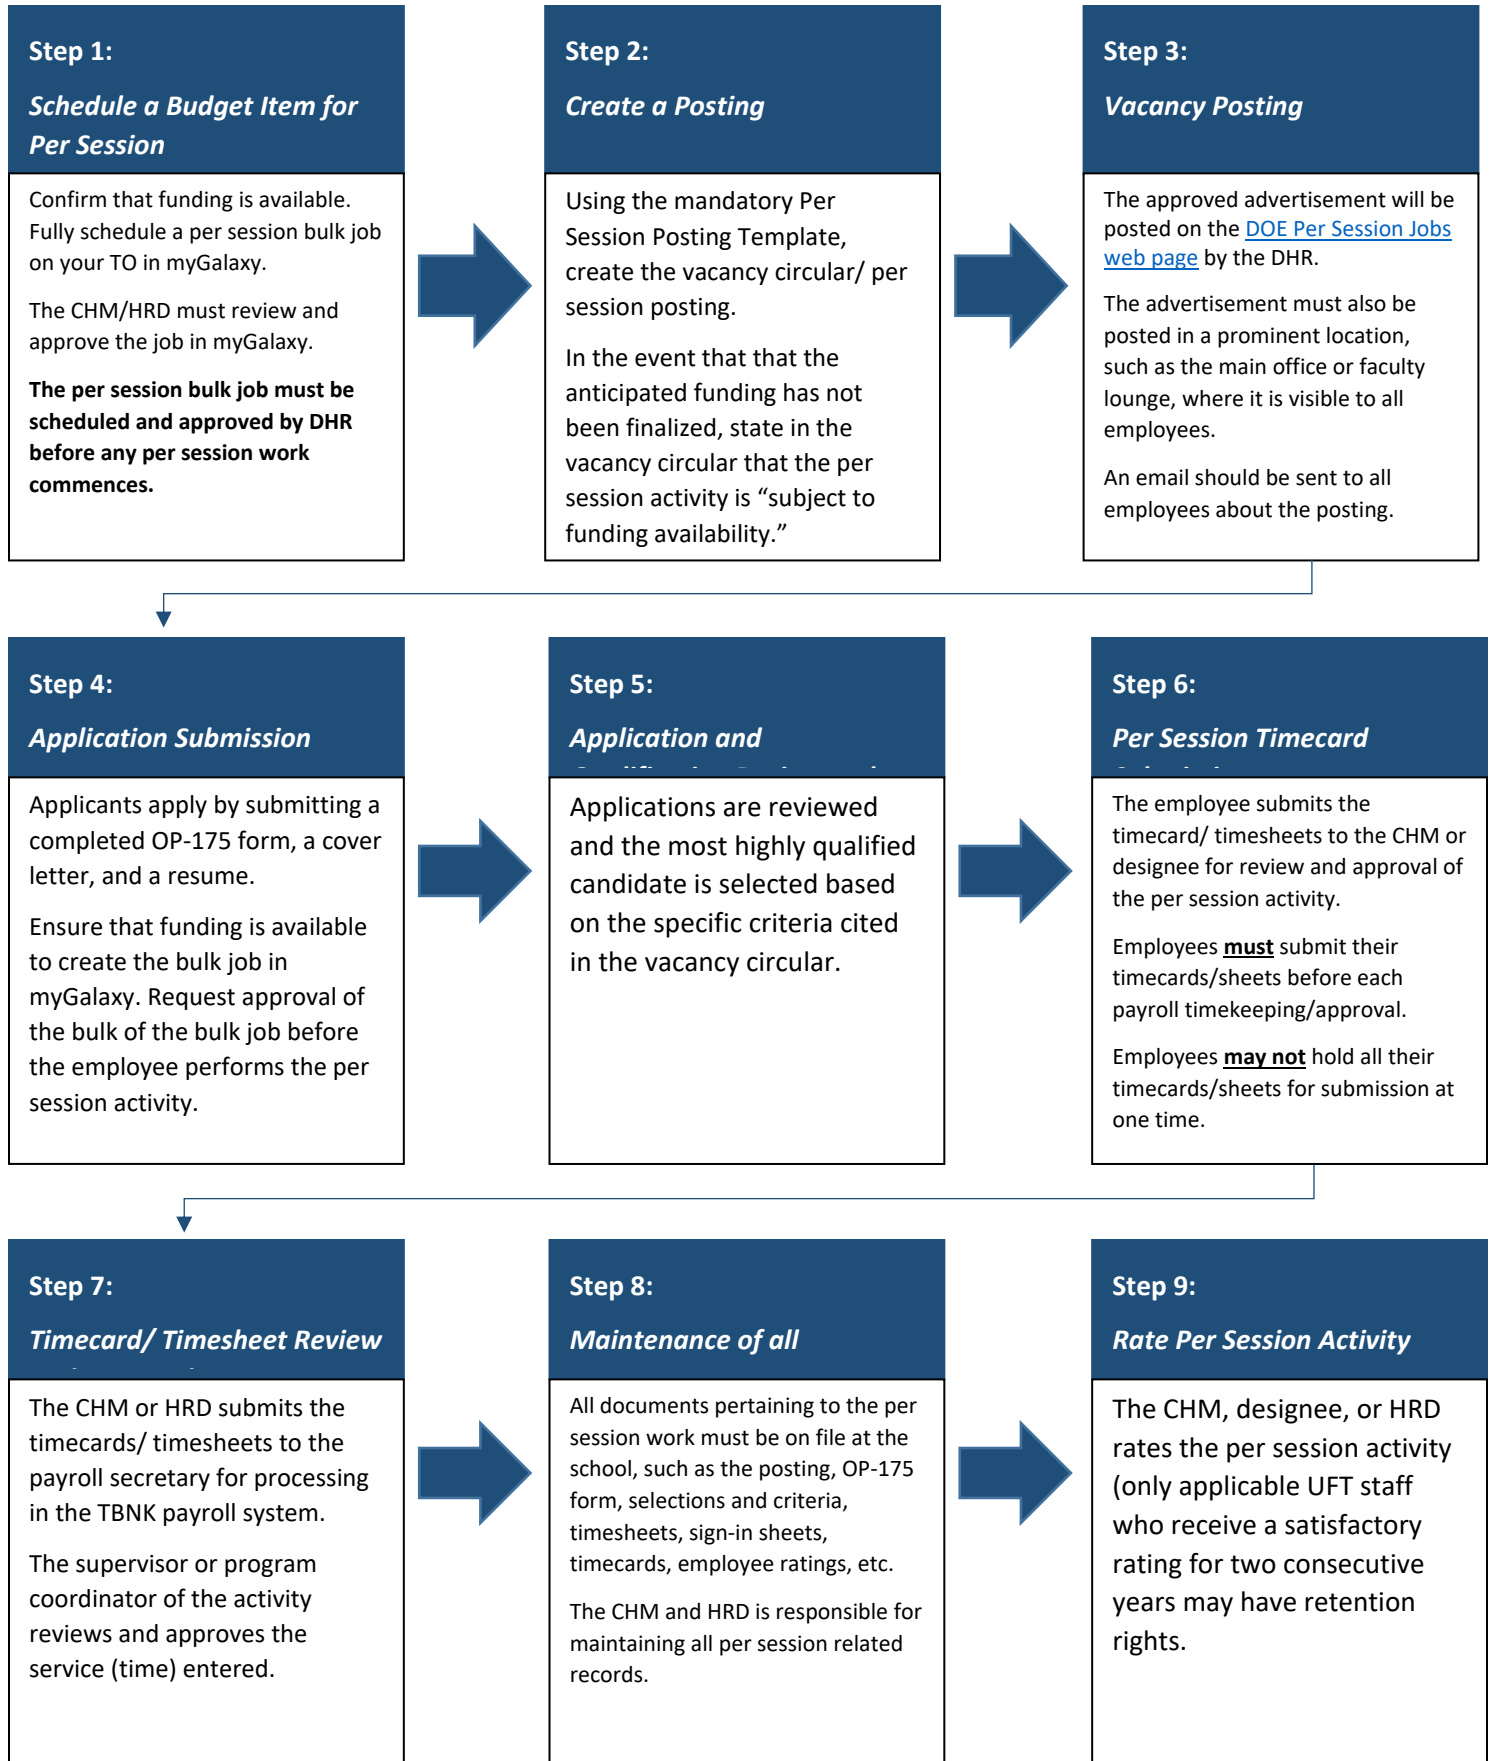 Step 1:
Schedule a Budget Item for
Per Session
Confirm that funding is available.
Fully schedule a per session bulk job
on your TO in myGalaxy.
The CHM/HRD must review and
approve the job in myGalaxy.
The per session bulk job must be
scheduled and approved by DHR
before any per session work
commences.
Step 2:
Create a Posting
Using the mandatory Per
Session Posting Template,
create the vacancy circular/ per
session posting.
In the event that that the
anticipated funding has not
been finalized, state in the
vacancy circular that the per
session activity is “subject to
funding availability.”
Step 3:
Vacancy Posting
The approved advertisement will be
posted on the DOE Per Session Jobs
web page by the DHR.
The advertisement must also be
posted in a prominent location,
such as the main office or faculty
lounge, where it is visible to all
employees.
An email should be sent to all
employees about the posting.
Step 4:
Application Submission
Applicants apply by submitting a
completed OP-175 form, a cover
letter, and a resume.
Ensure that funding is available
to create the bulk job in
myGalaxy. Request approval of
the bulk of the bulk job before
the employee performs the per
session activity.
Step 5:
Application and
Applications are reviewed
and the most highly qualified
candidate is selected based
on the specific criteria cited
in the vacancy circular.
Step 6:
Per Session Timecard
The employee submits the
timecard/ timesheets to the CHM or
designee for review and approval of
the per session activity.
Employees must submit their
timecards/sheets before each
payroll timekeeping/approval.
Employees may not hold all their
timecards/sheets for submission at
one time.
Step 7:
Timecard/ Timesheet Review
The CHM or HRD submits the
timecards/ timesheets to the
payroll secretary for processing
in the TBNK payroll system.
The supervisor or program
coordinator of the activity
reviews and approves the
service (time) entered.
Step 8:
Maintenance of all
All documents pertaining to the per
session work must be on file at the
school, such as the posting, OP-175
form, selections and criteria,
timesheets, sign-in sheets,
timecards, employee ratings, etc.
The CHM and HRD is responsible for
maintaining all per session related
records.
Step 9:
Rate Per Session Activity
The CHM, designee, or HRD
rates the per session activity
(only applicable UFT staff
who receive a satisfactory
rating for two consecutive
years may have retention
rights.